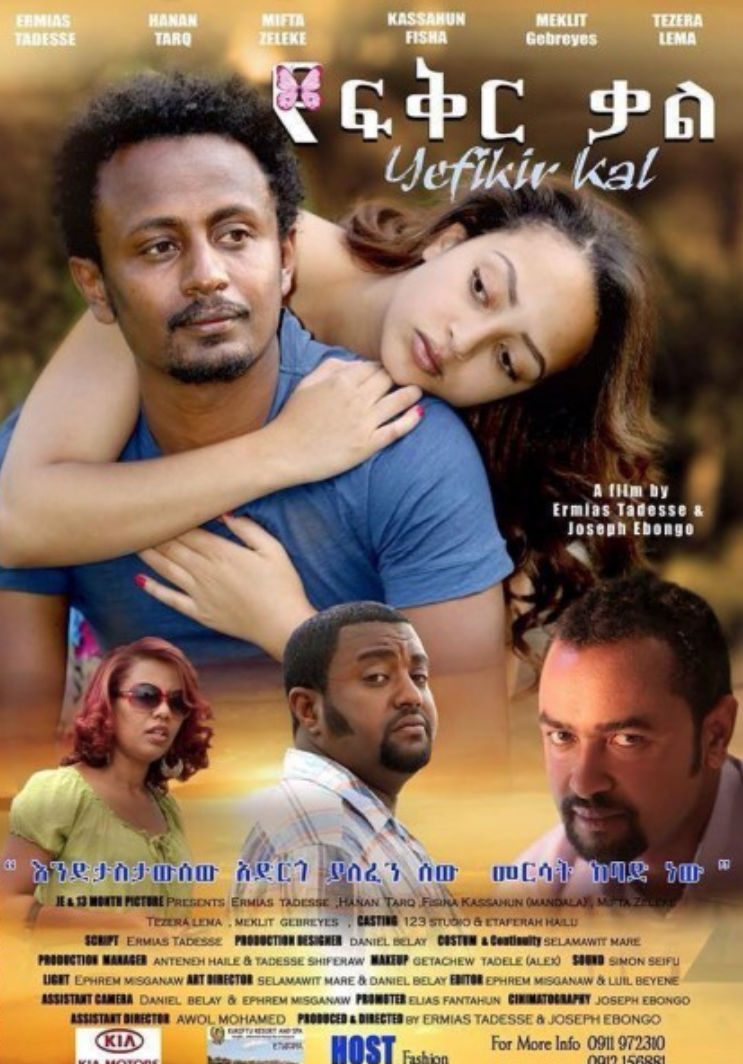 ERMIAS TADESSE
HANAN TARQ
MIFTA ZELEKE
KASSAHUN FISHA
MEKLIT Gebreyes
TEZERA LEMA
የፍቅር ቃል
Yefikir kal
A film by
Ermias Tadesse &
Joseph Ebongo
“ እንድታስታውሰው አድርጎ ያለፈን ሰው መርሳት ከባድ ነው ”
JE & 13 MONTH PICTURE PRESENTS ERMIAS TADESSE ,HANAN TARQ ,FISIHA KASSAHUN (MANDALA), MIFTA ZELEKE
TEZERA LEMA , MEKLIT GEBREYES , CASTING 123 STUDIO & ETAFERAH HAILU
SCRIPT ERMIAS TADESSE PRODUCTION DESIGNER DANIEL BELAY COSTUM & Continuity SELAMAWIT MARE
PRODUCTION MANAGER ANTENEH HAILE & TADESSE SHIFERAW MAKEUP GETACHEW TADELE (ALEX) SOUND SIMON SEIFU
LIGHT EPHREM MISGANAW ART DIRECTOR SELAMAWIT MARE & DANIEL BELAY EDITOR EPHREM MISGANAW & LUIL BEYENE
ASSISTANT CAMERA DANIEL BELAY & EPHREM MISGANAW PROMOTER ELIAS FANTAHUN CINIMATOGRAPHY JOSEPH EBONGO
ASSISTANT DIRECTOR AWOL MOHAMED PRODUCED & DIRECTED BY ERMIAS TADESSE & JOSEPH EBONGO
KIA
KIA MOTORS
KURIFTU RESORT AND SPA
HOST Fashion
For More Info 0911 972310